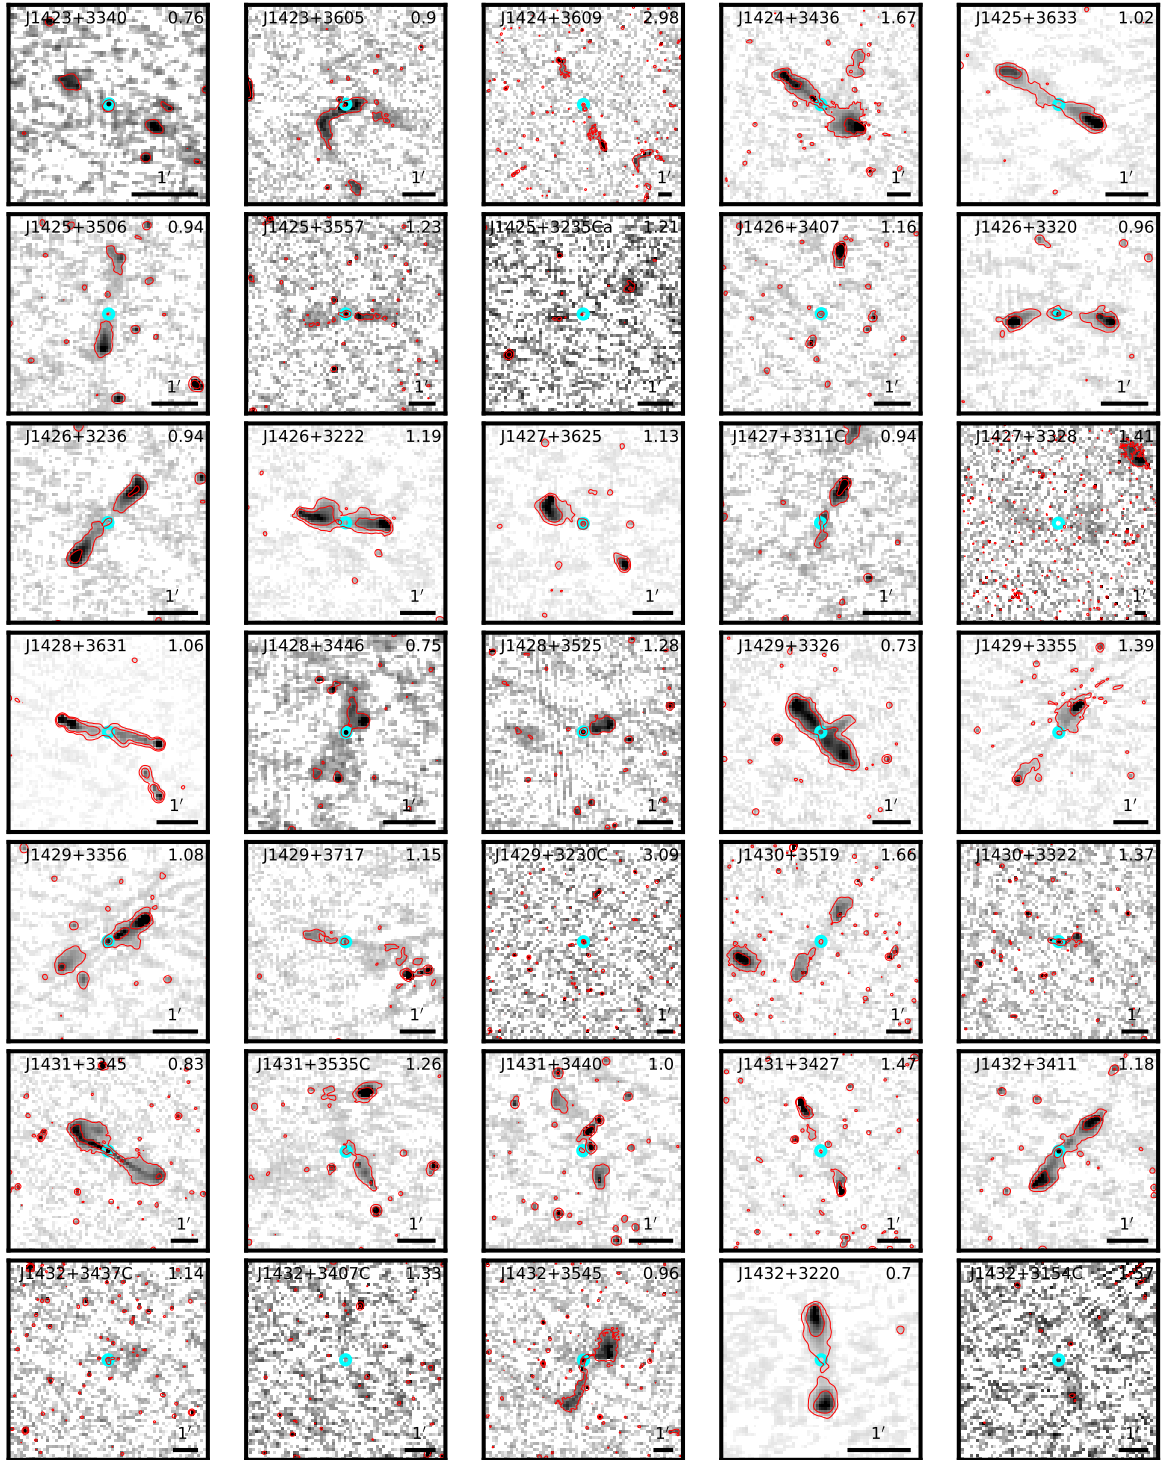 J1423+3340 0.76
1′
J1423+3605 0.9
1′
J1424+3609 2.98
1′
J1424+3436 1.67
1′
J1425+3633 1.02
1′
J1425+3506 0.94
1′
J1425+3557 1.23
1′
J1425+3235Ca 1.21
1′
J1426+3407 1.16
1′
J1426+3320 0.96
1′
J1426+3236 0.94
1′
J1426+3222 1.19
1′
J1427+3625 1.13
1′
J1427+3311C 0.94
1′
J1427+3328 1.41
1′
J1428+3631 1.06
1′
J1428+3446 0.75
1′
J1428+3525 1.28
1′
J1429+3326 0.73
1′
J1429+3355 1.39
1′
J1429+3356 1.08
1′
J1429+3717 1.15
1′
J1429+3230C 3.09
1′
J1430+3519 1.66
1′
J1430+3322 1.37
1′
J1431+3345 0.83
1′
J1431+3535C 1.26
1′
J1431+3440 1.0
1′
J1431+3427 1.47
1′
J1432+3411 1.18
1′
J1432+3437C 1.14
1′
J1432+3407C 1.33
1′
J1432+3545 0.96
1′
J1432+3220 0.7
1′
J1432+3154C
1′